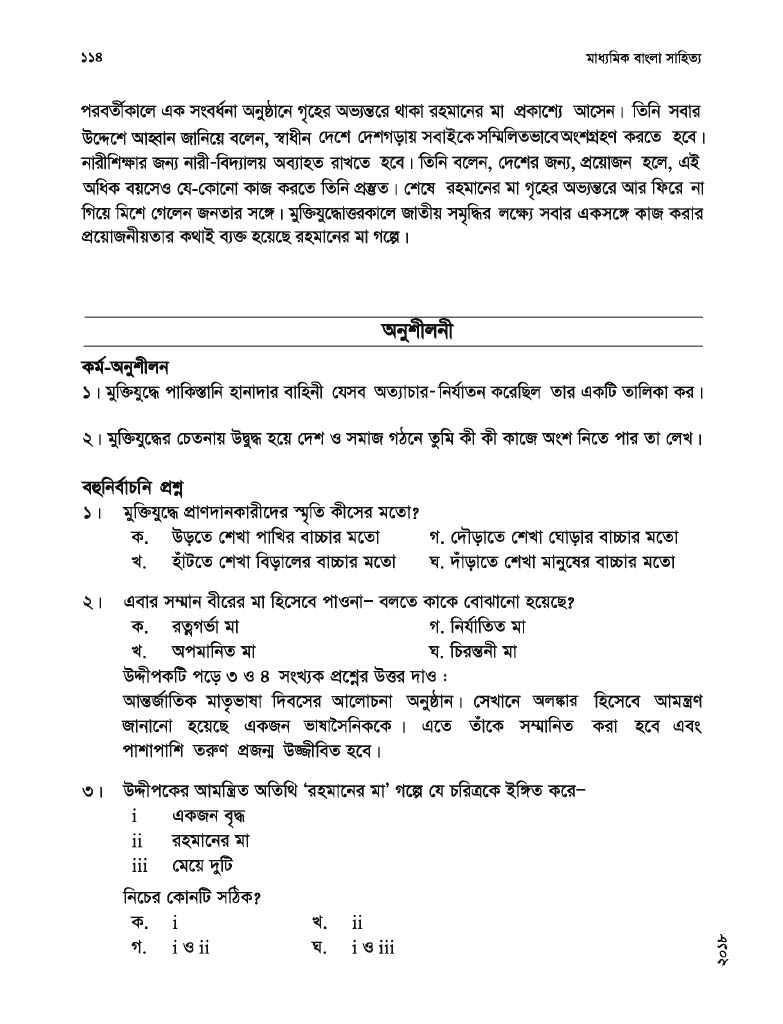 ১১৪ মাধ্যমিক বাংলা সাহিত্য
পরবর্তীকালে এক সংবর্ধনা অনুষ্ঠানে গৃহের অভ্যন্তরে থাকা রহমানের মা প্রকাশ্যে আসেন। তিনি সবার
উদ্দেশে আহ্বান জানিয়ে বলেন, স্বাধীন দেশে দেশগড়ায় সবাইকে সম্মিলিতভাবে অংশগ্রহণ করতে হবে।
নারীশিক্ষার জন্য নারী-বিদ্যালয় অব্যাহত রাখতে হবে। তিনি বলেন, দেশের জন্য, প্রয়োজন হলে, এই
অধিক বয়সেও যে-কোনো কাজ করতে তিনি প্রস্তুত। শেষে রহমানের মা গৃহের অভ্যন্তরে আর ফিরে না
গিয়ে মিশে গেলেন জনতার সঙ্গে। মুক্তিযুদ্ধোত্তরকালে জাতীয় সমৃদ্ধির লক্ষ্যে সবার একসঙ্গে কাজ করার
প্রয়োজনীয়তার কথাই ব্যক্ত হয়েছে রহমানের মা গল্পে।
অনুশীলনী
কর্ম-অনুশীলন
১। মুক্তিযুদ্ধে পাকিস্তানি হানাদার বাহিনী যেসব অত্যাচার-নির্যাতন করেছিল তার একটি তালিকা কর।
২। মুক্তিযুদ্ধের চেতনায় উদ্বুদ্ধ হয়ে দেশ ও সমাজ গঠনে তুমি কী কী কাজে অংশ নিতে পার তা লেখ।
বহুনির্বাচনি প্রশ্ন
১। মুক্তিযুদ্ধে প্রাণদানকারীদের স্মৃতি কীসের মতো?
ক. উড়তে শেখা পাখির বাচ্চার মতো গ. দৌড়াতে শেখা ঘোড়ার বাচ্চার মতো
খ. হাঁটতে শেখা বিড়ালের বাচ্চার মতো ঘ. দাঁড়াতে শেখা মানুষের বাচ্চার মতো
২। এবার সম্মান বীরের মা হিসেবে পাওনা– বলতে কাকে বোঝানো হয়েছে?
ক. রত্নগর্ভা মা গ. নির্যাতিত মা
খ. অপমানিত মা ঘ. চিরন্তনী মা
উদ্দীপকটি পড়ে ৩ ও ৪ সংখ্যক প্রশ্নের উত্তর দাও :
আন্তর্জাতিক মাতৃভাষা দিবসের আলোচনা অনুষ্ঠান। সেখানে অলঙ্কার হিসেবে আমন্ত্রণ
জানানো হয়েছে একজন ভাষাসৈনিককে। এতে তাঁকে সম্মানিত করা হবে এবং
পাশাপাশি তরুণ প্রজন্ম উজ্জীবিত হবে।
৩। উদ্দীপকের আমন্ত্রিত অতিথি ‘রহমানের মা’ গল্পে যে চরিত্রকে ইঙ্গিত করে–
i একজন বৃদ্ধ
ii রহমানের মা
iii মেয়ে দুটি
নিচের কোনটি সঠিক?
ক. i খ. ii
গ. i ও ii ঘ. i ও iii
২০১৮